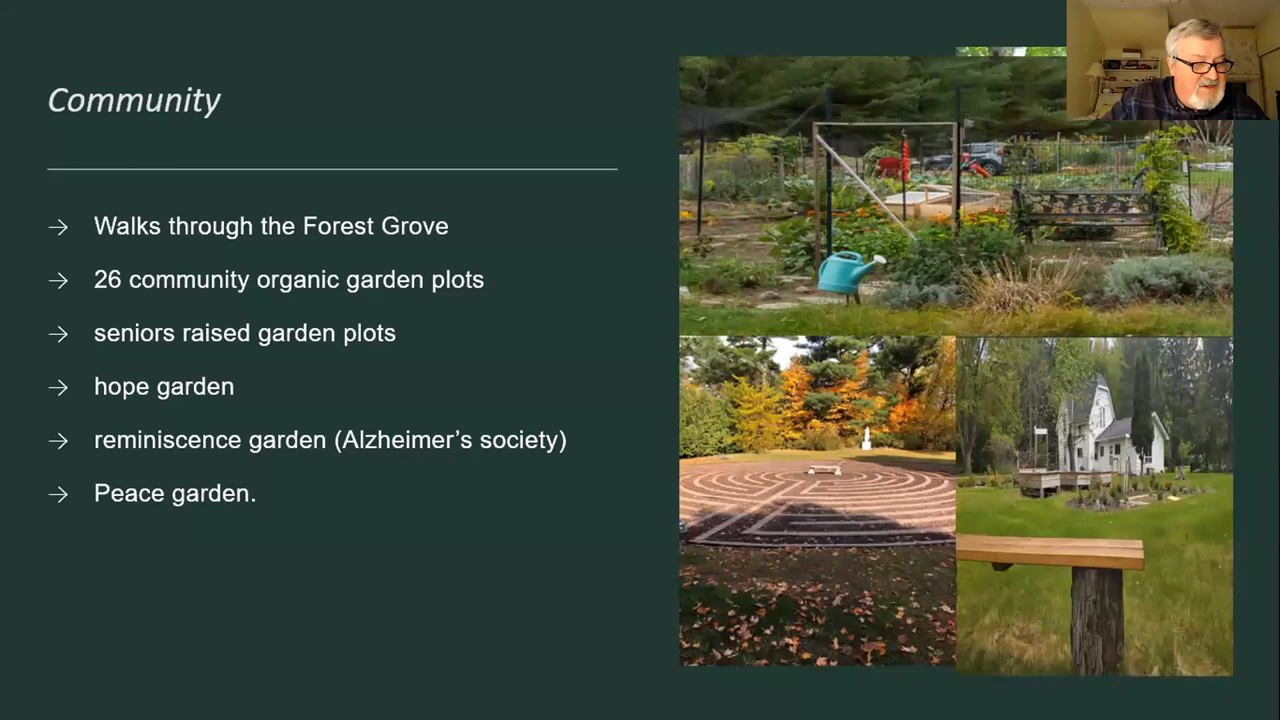 Community
Walks through the Forest Grove
26 community organic garden plots
seniors raised garden plots
hope garden
reminiscence garden (Alzheimer’s society)
Peace garden.